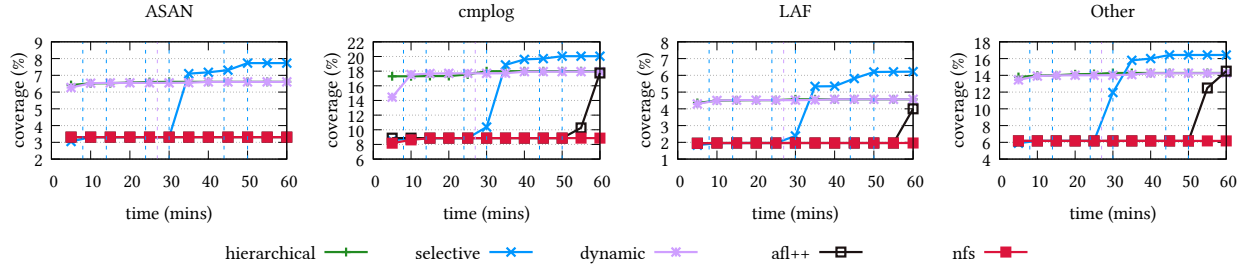 ASAN
coverage (%)
9
8
7
6
5
4
3
2
0 10 20 30 40 50 60
time (mins)
cmplog
coverage (%)
22
20
18
16
14
12
10
8
6
0 10 20 30 40 50 60
time (mins)
LAF
coverage (%)
8
7
6
5
4
3
2
1
0 10 20 30 40 50 60
time (mins)
Other
coverage (%)
18
16
14
12
10
8
6
4
0 10 20 30 40 50 60
time (mins)
hierarchical selective dynamic afl++ nfs